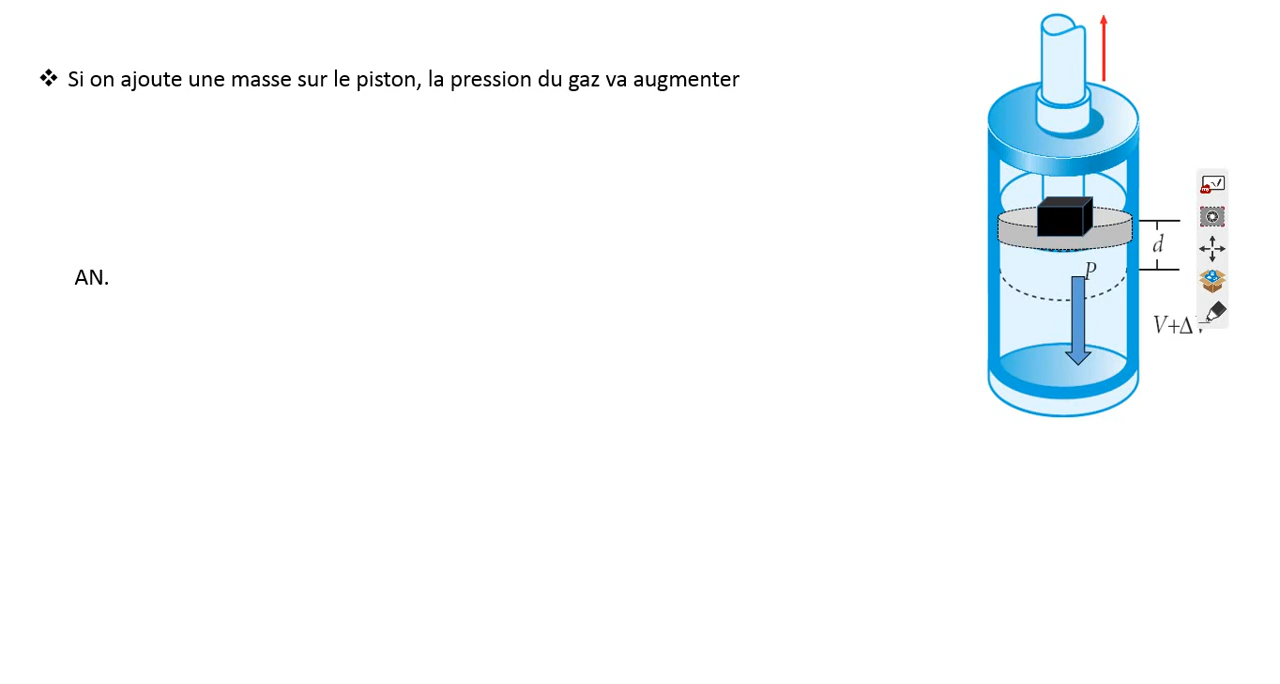 ❖ Si on ajoute une masse sur le piston, la pression du gaz va augmenter
d
P
AN.
V+Δ